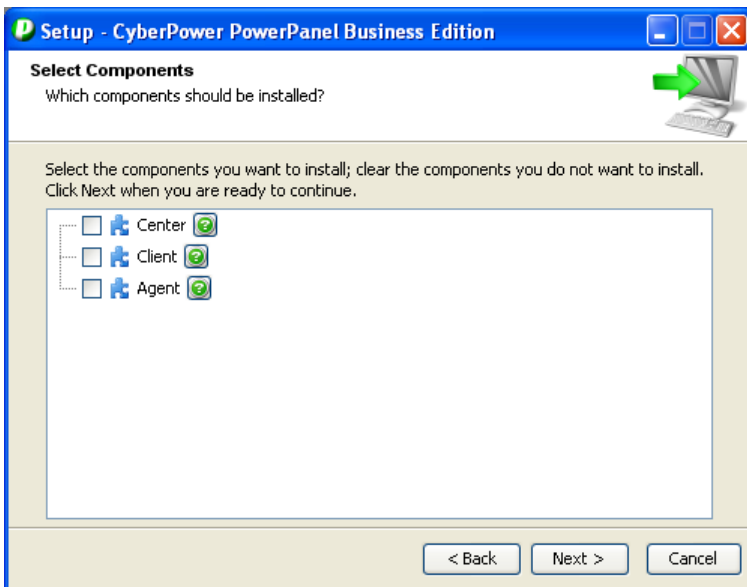 Setup - CyberPower PowerPanel Business Edition
Select Components
Which components should be installed?
Select the components you want to install; clear the components you do not want to install.
Click Next when you are ready to continue.
Center
Client
Agent
< Back Next > Cancel